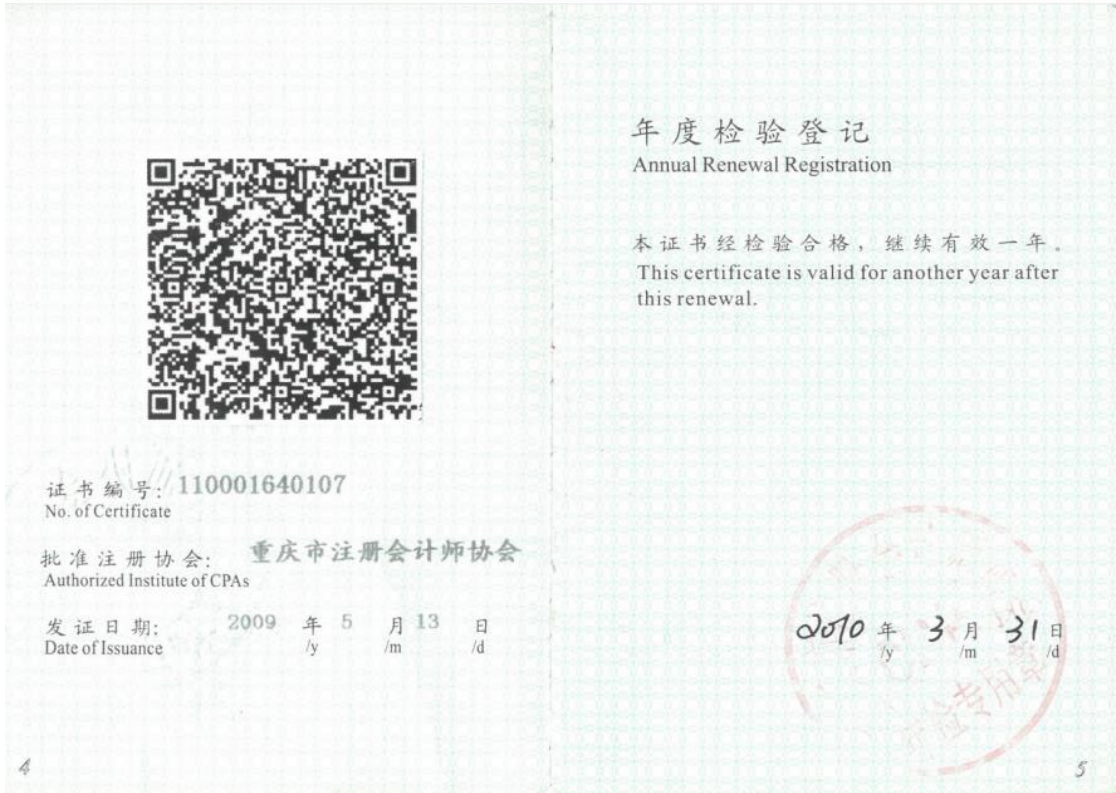 证书编号: 110001640107
No. of Certificate
批准注册协会: 重庆市注册会计师协会
Authorized Institute of CPAs
发证日期: 2009 年 5 月 13 日
Date of Issuance /y /m /d
4
年度检验登记
Annual Renewal Registration
本证书经检验合格，继续有效一年。
This certificate is valid for another year after
this renewal.
2010 年 3 月 31 日
/y /m /d
专用章
5